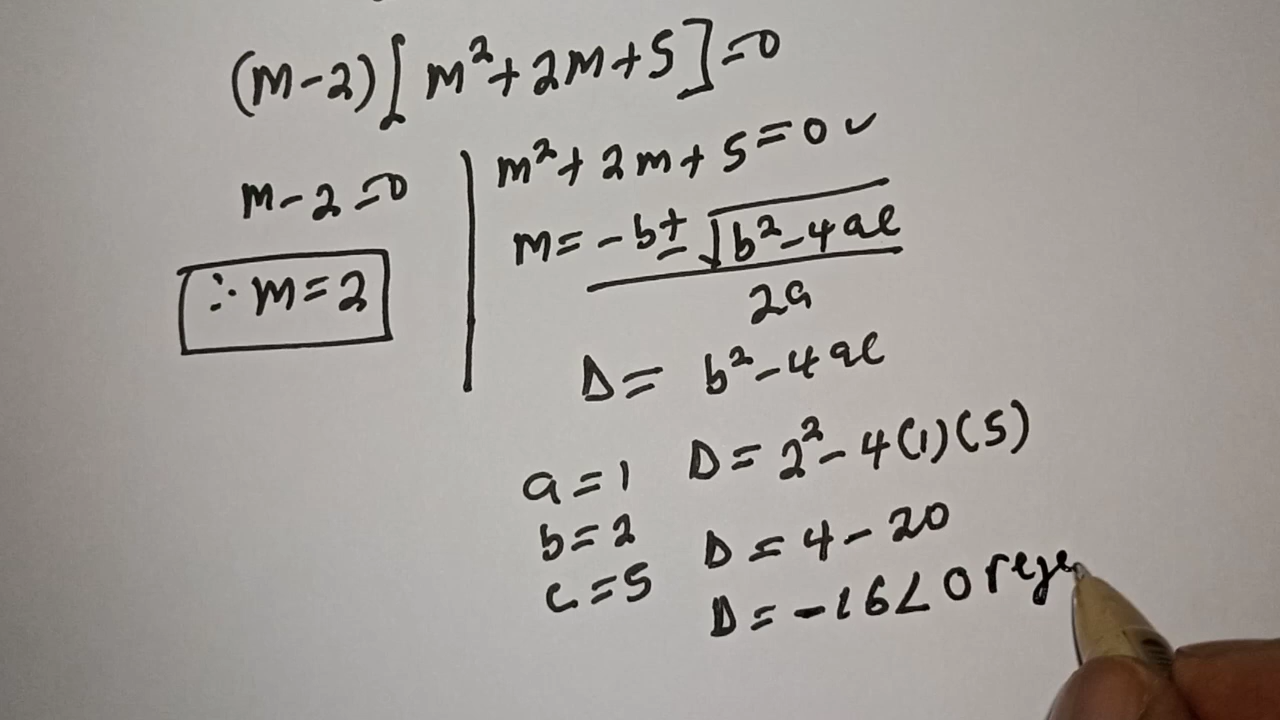 (m-2)[m²+2m+5]=0
m-2=0
∴m=2
m²+2m+5=0✓
m=-b±√b²-4ac
2a
D=b²-4ac
a=1
b=2
c=5
D=2²-4(1)(5)
D=4-20
D=-16<0 reje